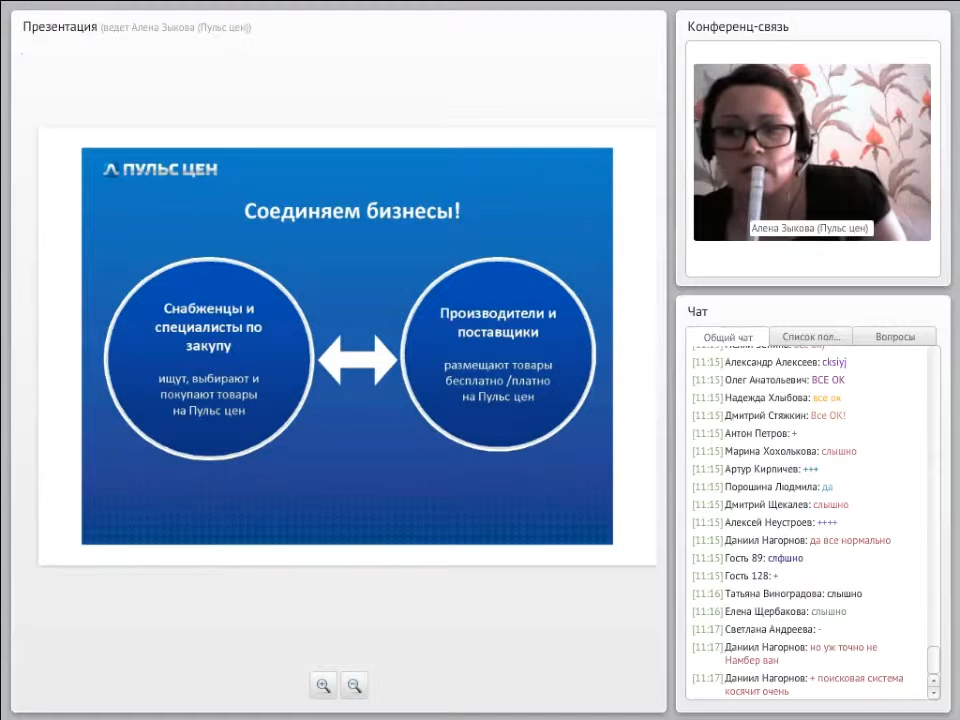 Презентация (ведет Алена Зыкова (Пульс цен))
ПУЛЬС ЦЕН
Соединяем бизнесы!
Снабженцы и
специалисты по
закупу
ищут, выбирают и
покупают товары
на Пульс цен
Производители и
поставщики
размещают товары
бесплатно /платно
на Пульс цен
Конференц-связь
Алена Зыкова (Пульс цен)
Чат
Общий чат
Список пол...
Вопросы
[11:15] Александр Алексеев: cksiyj
[11:15] Олег Анатольевич: ВСЕ ОК
[11:15] Надежда Хлыбова: все ок
[11:15] Дмитрий Стяжкин: Все ОК!
[11:15] Антон Петров: +
[11:15] Марина Хохолькова: слышно
[11:15] Артур Кирпичев: +++
[11:15] Порошина Людмила: да
[11:15] Дмитрий Щекалев: слышно
[11:15] Алексей Неустроев: ++++
[11:15] Даниил Нагорнов: да все нормально
[11:15] Гость 89: слфшно
[11:15] Гость 128: +
[11:16] Татьяна Виноградова: слышно
[11:16] Елена Щербакова: слышно
[11:17] Светлана Андреева: -
[11:17] Даниил Нагорнов: но уж точно не
Намбер ван
[11:17] Даниил Нагорнов: + поисковая система
косячит очень